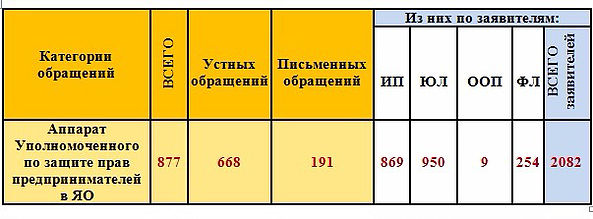 Категории обращений
ВСЕГО
Устных обращений
Письменных обращений
Из них по заявителям:
ИП
ЮЛ
ООП
ФЛ
ВСЕГО заявителей
Аппарат
Уполномоченного
по защите прав
предпринимателей
в ЯО
877
668
191
869
950
9
254
2082